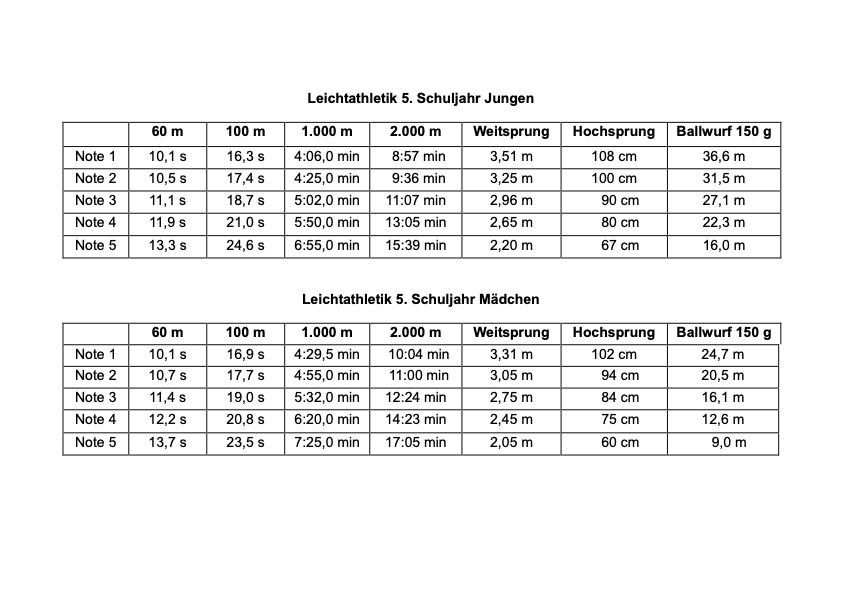 Leichtathletik 5. Schuljahr Jungen
60 m 100 m 1.000 m 2.000 m Weitsprung Hochsprung Ballwurf 150 g
Note 1 10,1 s 16,3 s 4:06,0 min 8:57 min 3,51 m 108 cm 36,6 m
Note 2 10,5 s 17,4 s 4:25,0 min 9:36 min 3,25 m 100 cm 31,5 m
Note 3 11,1 s 18,7 s 5:02,0 min 11:07 min 2,96 m 90 cm 27,1 m
Note 4 11,9 s 21,0 s 5:50,0 min 13:05 min 2,65 m 80 cm 22,3 m
Note 5 13,3 s 24,6 s 6:55,0 min 15:39 min 2,20 m 67 cm 16,0 m
Leichtathletik 5. Schuljahr Mädchen
60 m 100 m 1.000 m 2.000 m Weitsprung Hochsprung Ballwurf 150 g
Note 1 10,1 s 16,9 s 4:29,5 min 10:04 min 3,31 m 102 cm 24,7 m
Note 2 10,7 s 17,7 s 4:55,0 min 11:00 min 3,05 m 94 cm 20,5 m
Note 3 11,4 s 19,0 s 5:32,0 min 12:24 min 2,75 m 84 cm 16,1 m
Note 4 12,2 s 20,8 s 6:20,0 min 14:23 min 2,45 m 75 cm 12,6 m
Note 5 13,7 s 23,5 s 7:25,0 min 17:05 min 2,05 m 60 cm 9,0 m